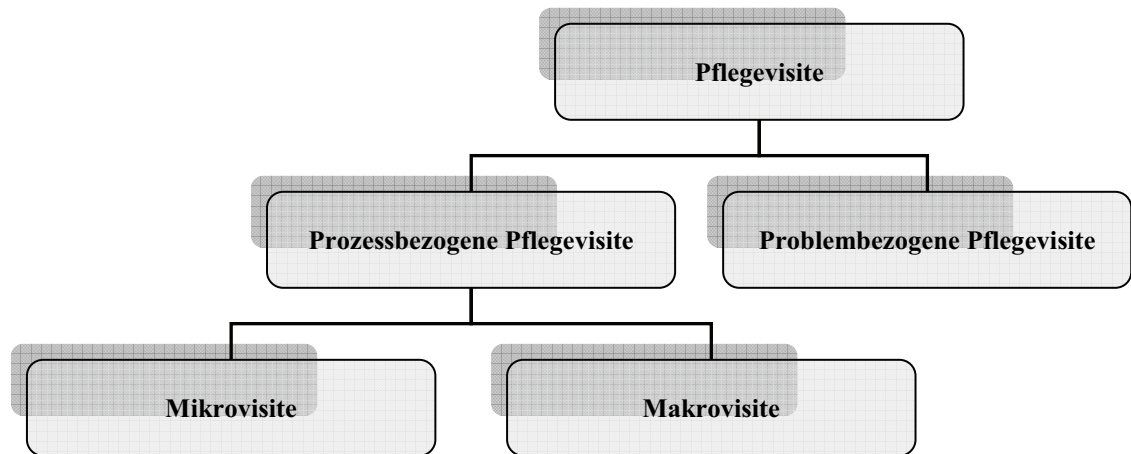 Pflegevisite
Prozessbezogene Pflegevisite
Problembezogene Pflegevisite
Mikrovisite
Makrovisite